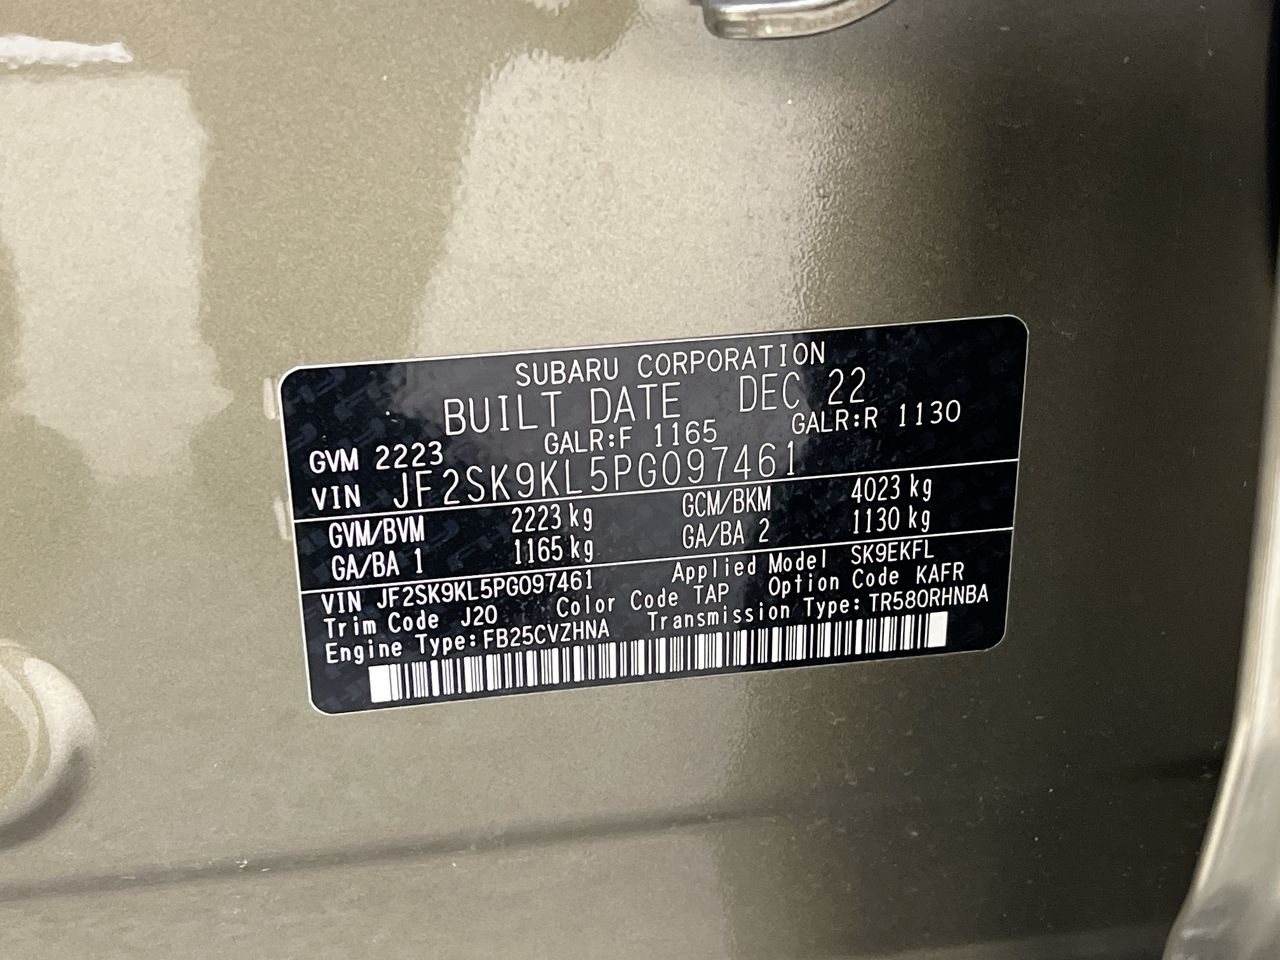 SUBARU CORPORATION
BUILT DATE DEC 22
GVM 2223 GALR:F 1165 GALR:R 1130
VIN JF2SK9KL5PG097461
GVM/BVM 2223 kg GCM/BKM 4023 kg
GA/BA 1 1165 kg GA/BA 2 1130 kg
VIN JF2SK9KL5PG097461 Applied Model SK9EKFL
Trim Code J20 Color Code TAP Option Code KAFR
Engine Type: FB25CVZHNA Transmission Type: TR580RHNBA